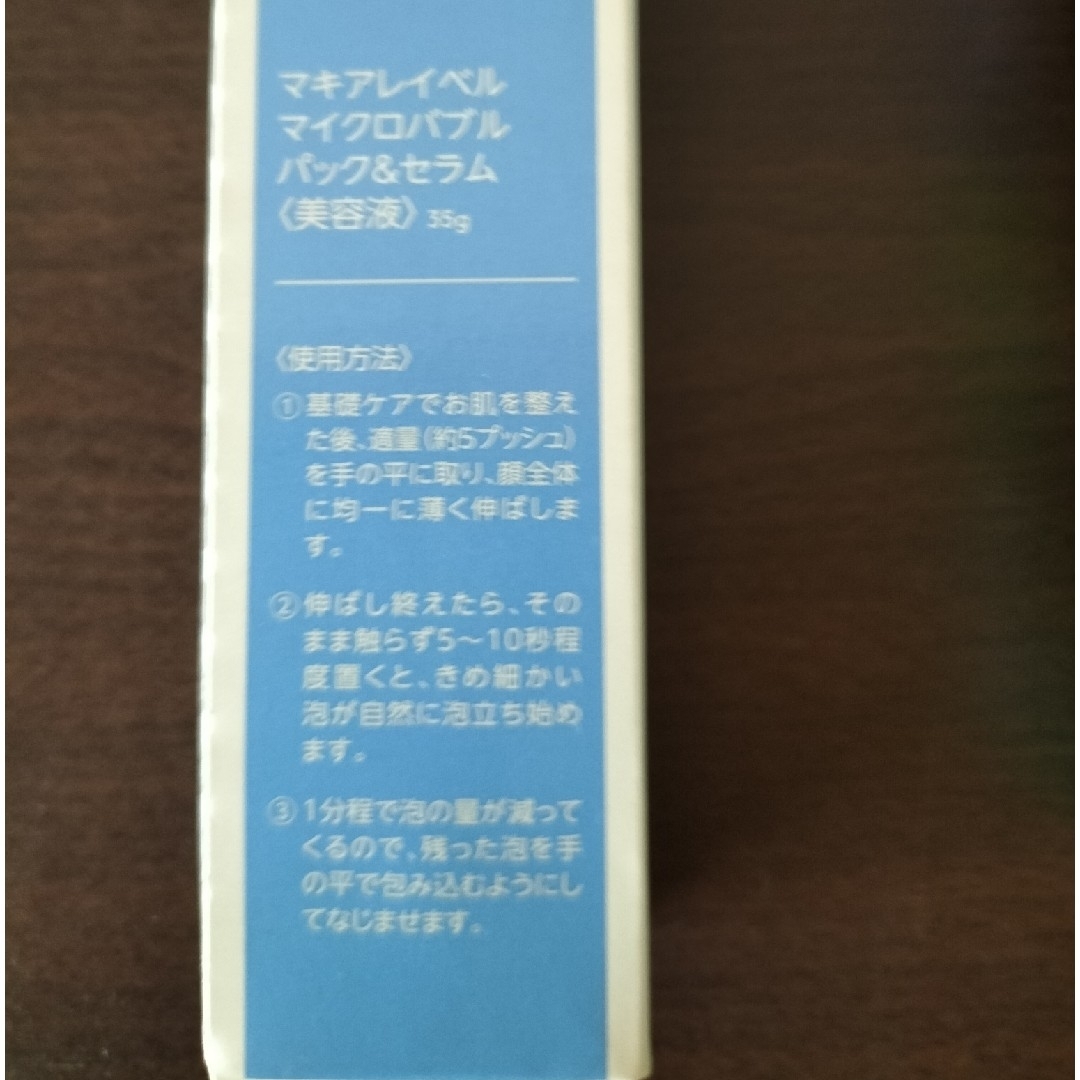 マキアレイベル
マイクロバブル
パック&セラム
〈美容液〉 35g
〈使用方法〉
①基礎ケアでお肌を整え
た後、適量(約5プッシュ)
を手の平に取り、顔全体
に均一に薄く伸ばしま
す。
②伸ばし終えたら、その
まま触らず5〜10秒程
度置くと、きめ細かい
泡が自然に泡立ち始め
ます。
③1分程で泡の量が減って
くるので、残った泡を手
の平で包み込むようにし
てなじませます。